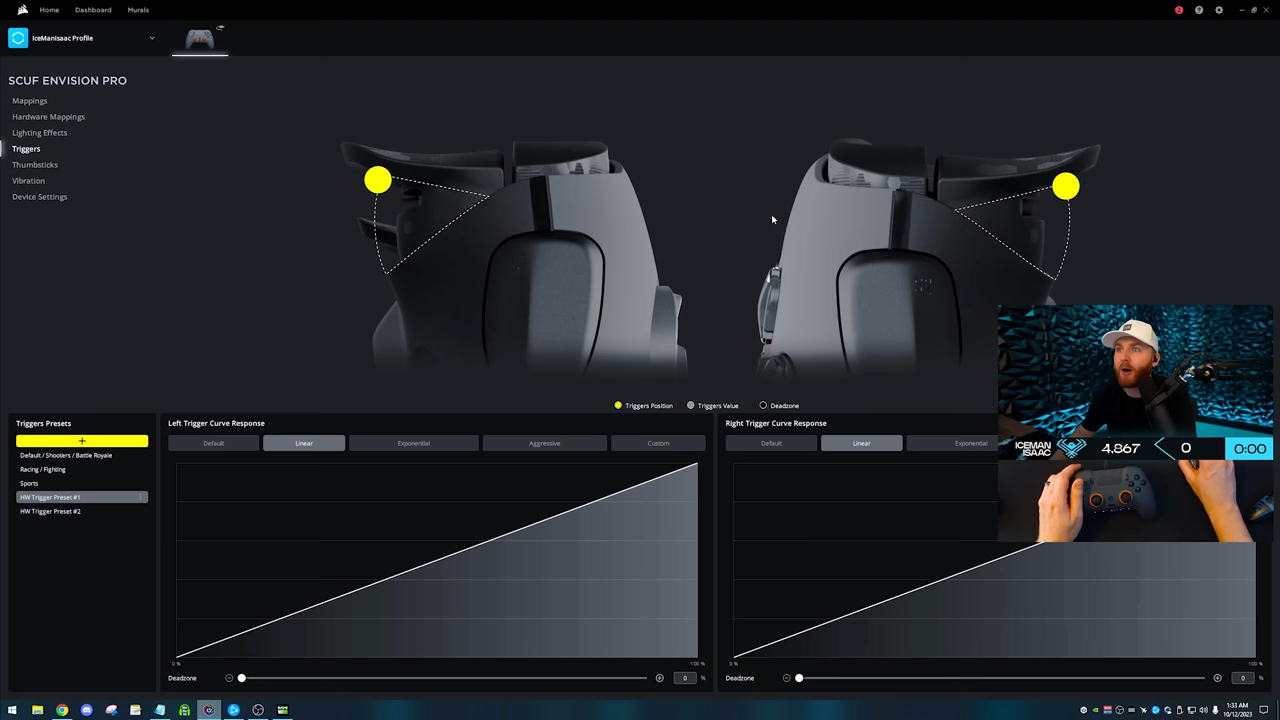 Home Dashboard Murals
2
IceManIsaac Profile
SCUF ENVISION PRO
Mappings
Hardware Mappings
Lighting Effects
Triggers
Thumbsticks
Vibration
Device Settings
Triggers Position Triggers Value Deadzone
Triggers Presets
+
Default / Shooters / Battle Royale
Racing / Fighting
Sports
HW Trigger Preset #1
HW Trigger Preset #2
Left Trigger Curve Response
Default Linear Exponential Aggressive Custom
0 % 100 %
Deadzone 0 %
Right Trigger Curve Response
Default Linear Exponential
0 % 100 %
Deadzone 0 %
ICEMAN
ISAAC
4.867 0 0:00
1:33 AM
10/12/2023